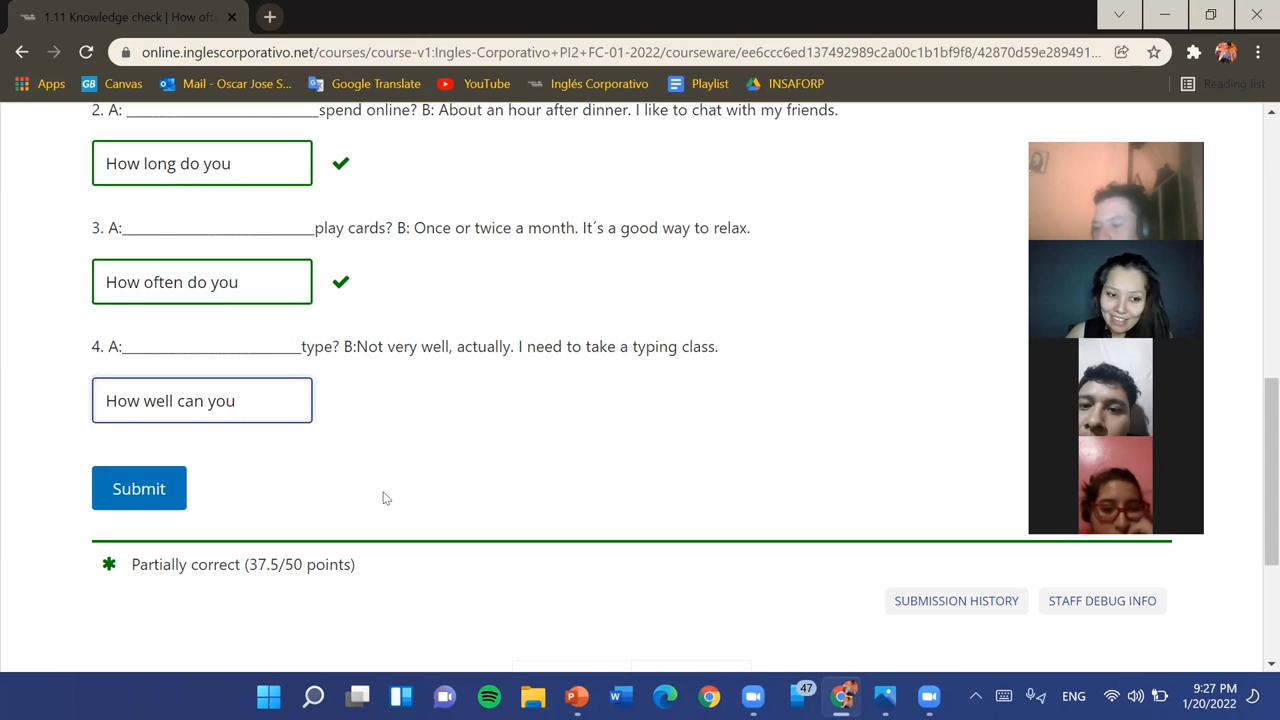 1.11 Knowledge check | How oft
online.inglescorporativo.net/courses/course-v1:Ingles-Corporativo+PI2+FC-01-2022/courseware/ee6ccc6ed137492989c2a00c1b1bf9f8/42870d59e289491...
Apps
Canvas
Mail - Oscar Jose S...
Google Translate
YouTube
Inglés Corporativo
Playlist
INSAFORP
Reading list
2. A: ______________________spend online? B: About an hour after dinner. I like to chat with my friends.
How long do you
3. A:______________________play cards? B: Once or twice a month. It´s a good way to relax.
How often do you
4. A:____________________type? B:Not very well, actually. I need to take a typing class.
How well can you
Submit
Partially correct (37.5/50 points)
SUBMISSION HISTORY
STAFF DEBUG INFO
47
ENG
9:27 PM
1/20/2022